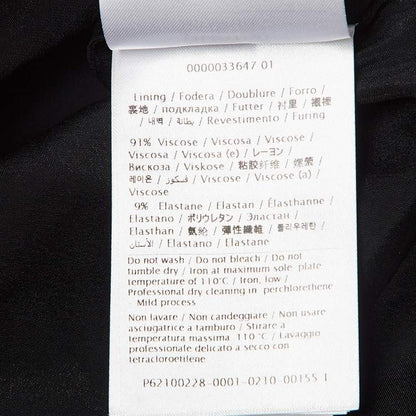 0000033647 01
Lining / Fodera / Doublure / Forro /
裏地 / подкладка / Futter / 衬里 / 襯裡
/ 내벽 / بطانة / Revestimento / Furing
91% Viscose / Viscosa / Viscose /
Viscosa / Viscosa (e) / レーヨン /
Вискоза / Viskose / 粘胶纤维 / 嫘縈 /
레이온 / فسكوز / Viscose / Viscose (a) /
Viscose
9% Elastane / Elastan / Élasthanne /
Elastano / ポリウレタン / Эластан /
Elasthan / 氨纶 / 彈性纖維 / 폴리우레탄 /
الأستان / Elastano / Elastane
Do not wash / Do not bleach / Do not
tumble dry / Iron at maximum sole plate
temperature of 110°C / Iron, low /
Professional dry cleaning in perchlorethene
- Mild process
Non lavare / Non candeggiare / Non usare
asciugatrice a tamburo / Stirare a
temperatura massima 110 °C / Lavaggio
professionale delicato a secco con
tetracloroetilene
P62100228-0001-0210-00155 1